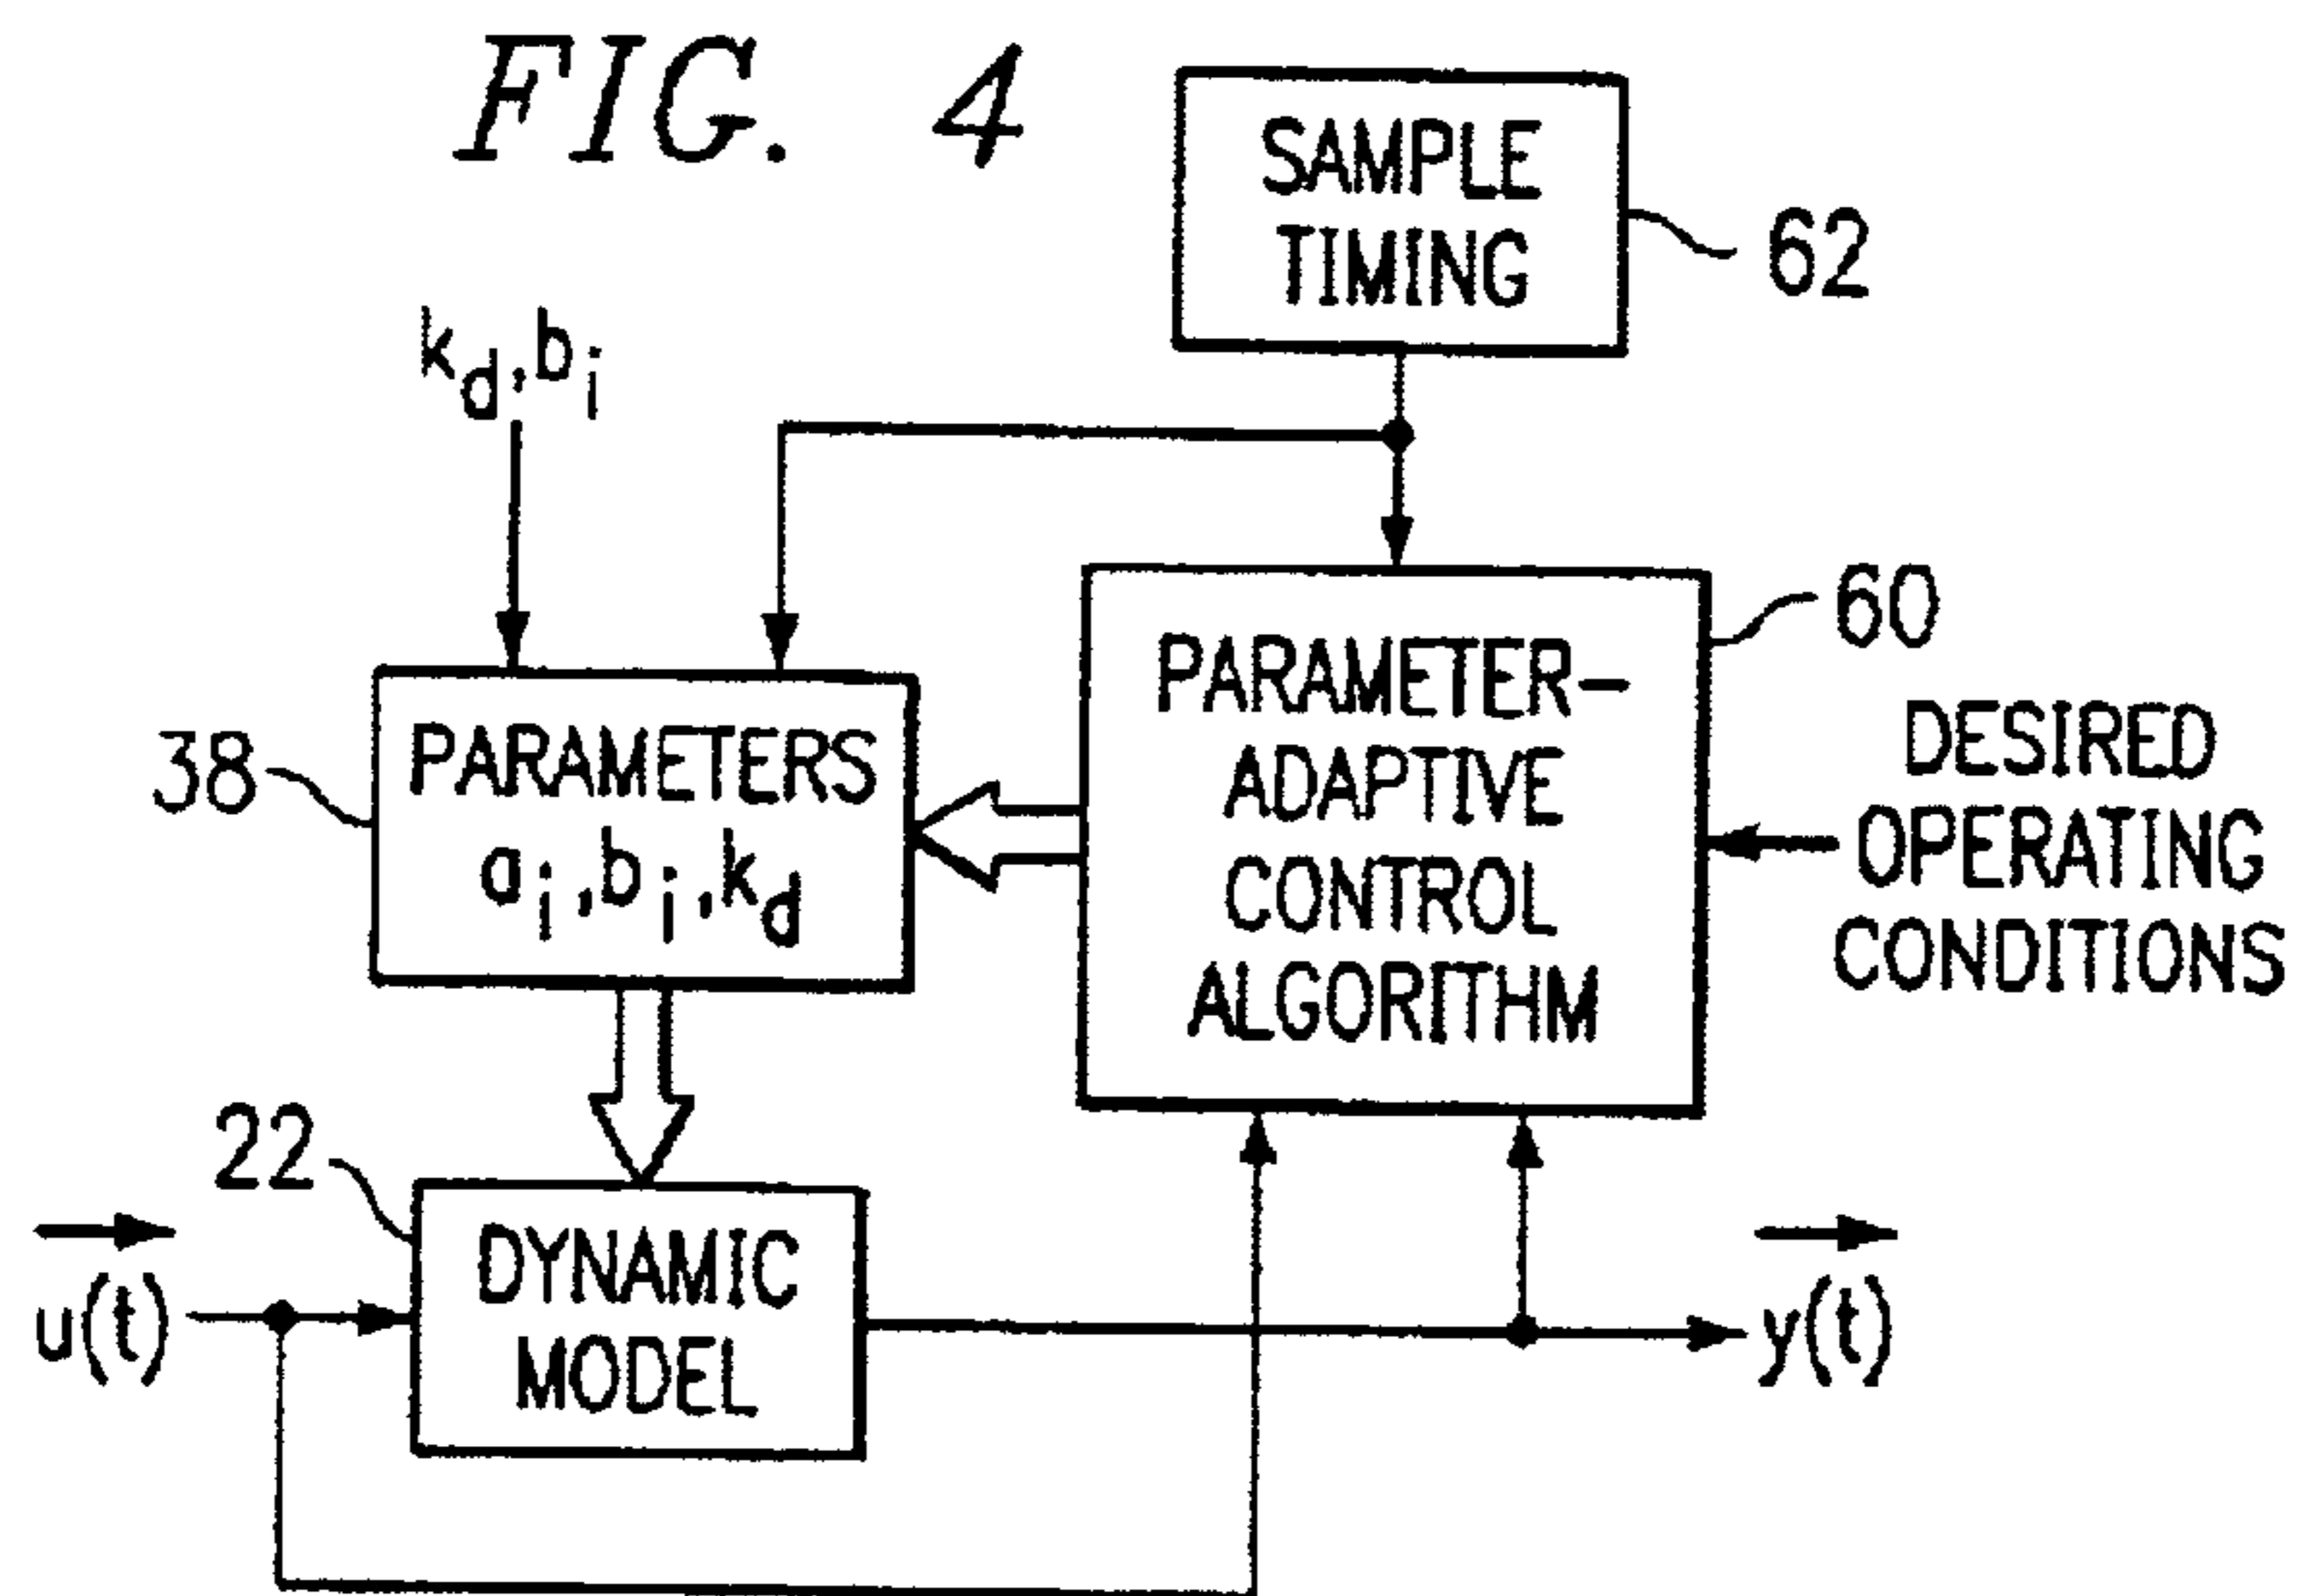 FIG. 4
SAMPLE
TIMING
62
k_d, b_i
60
PARAMETER-
ADAPTIVE
CONTROL
ALGORITHM
DESIRED
OPERATING
CONDITIONS
38
PARAMETERS
a_i, b_i, k_d
22
DYNAMIC
MODEL
u(t)
y(t)